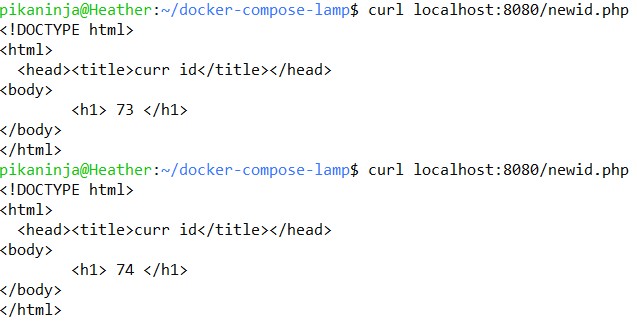 pikaninja@Heather:~/docker-compose-lamp$ curl localhost:8080/newid.php
<!DOCTYPE html>
<html>
  <head><title>curr id</title></head>
<body>
        <h1> 73 </h1>
</body>
</html>
pikaninja@Heather:~/docker-compose-lamp$ curl localhost:8080/newid.php
<!DOCTYPE html>
<html>
  <head><title>curr id</title></head>
<body>
        <h1> 74 </h1>
</body>
</html>